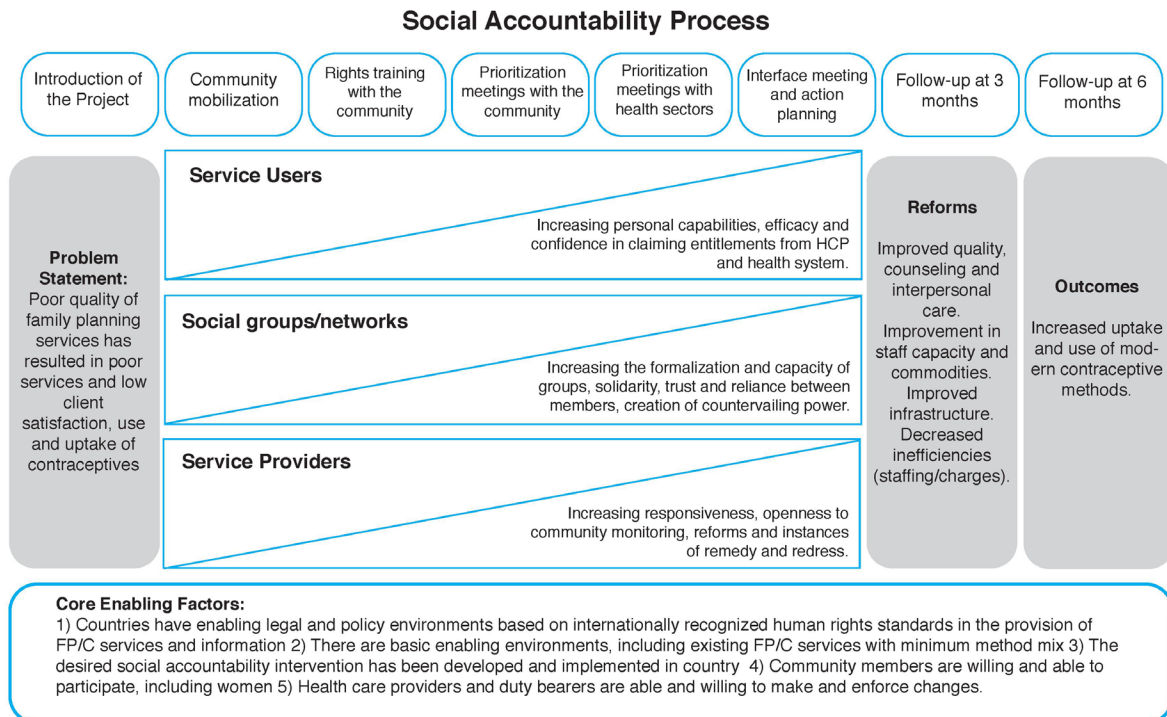 Social Accountability Process
Introduction of
the Project
Community
mobilization
Rights training
with the
community
Prioritization
meetings with the
community
Prioritization
meetings with
health sectors
Interface meeting
and action
planning
Follow-up at 3
months
Follow-up at 6
months
Problem
Statement:
Poor quality of
family planning
services has
resulted in poor
services and low
client
satisfaction, use
and uptake of
contraceptives
Service Users
Increasing personal capabilities, efficacy and
confidence in claiming entitlements from HCP
and health system.
Social groups/networks
Increasing the formalization and capacity of
groups, solidarity, trust and reliance between
members, creation of countervailing power.
Service Providers
Increasing responsiveness, openness to
community monitoring, reforms and instances
of remedy and redress.
Reforms
Improved quality,
counseling and
interpersonal
care.
Improvement in
staff capacity and
commodities.
Improved
infrastructure.
Decreased
inefficiencies
(staffing/charges).
Outcomes
Increased uptake
and use of mod-
ern contraceptive
methods.
Core Enabling Factors:
1) Countries have enabling legal and policy environments based on internationally recognized human rights standards in the provision of
FP/C services and information 2) There are basic enabling environments, including existing FP/C services with minimum method mix 3) The
desired social accountability intervention has been developed and implemented in country 4) Community members are willing and able to
participate, including women 5) Health care providers and duty bearers are able and willing to make and enforce changes.